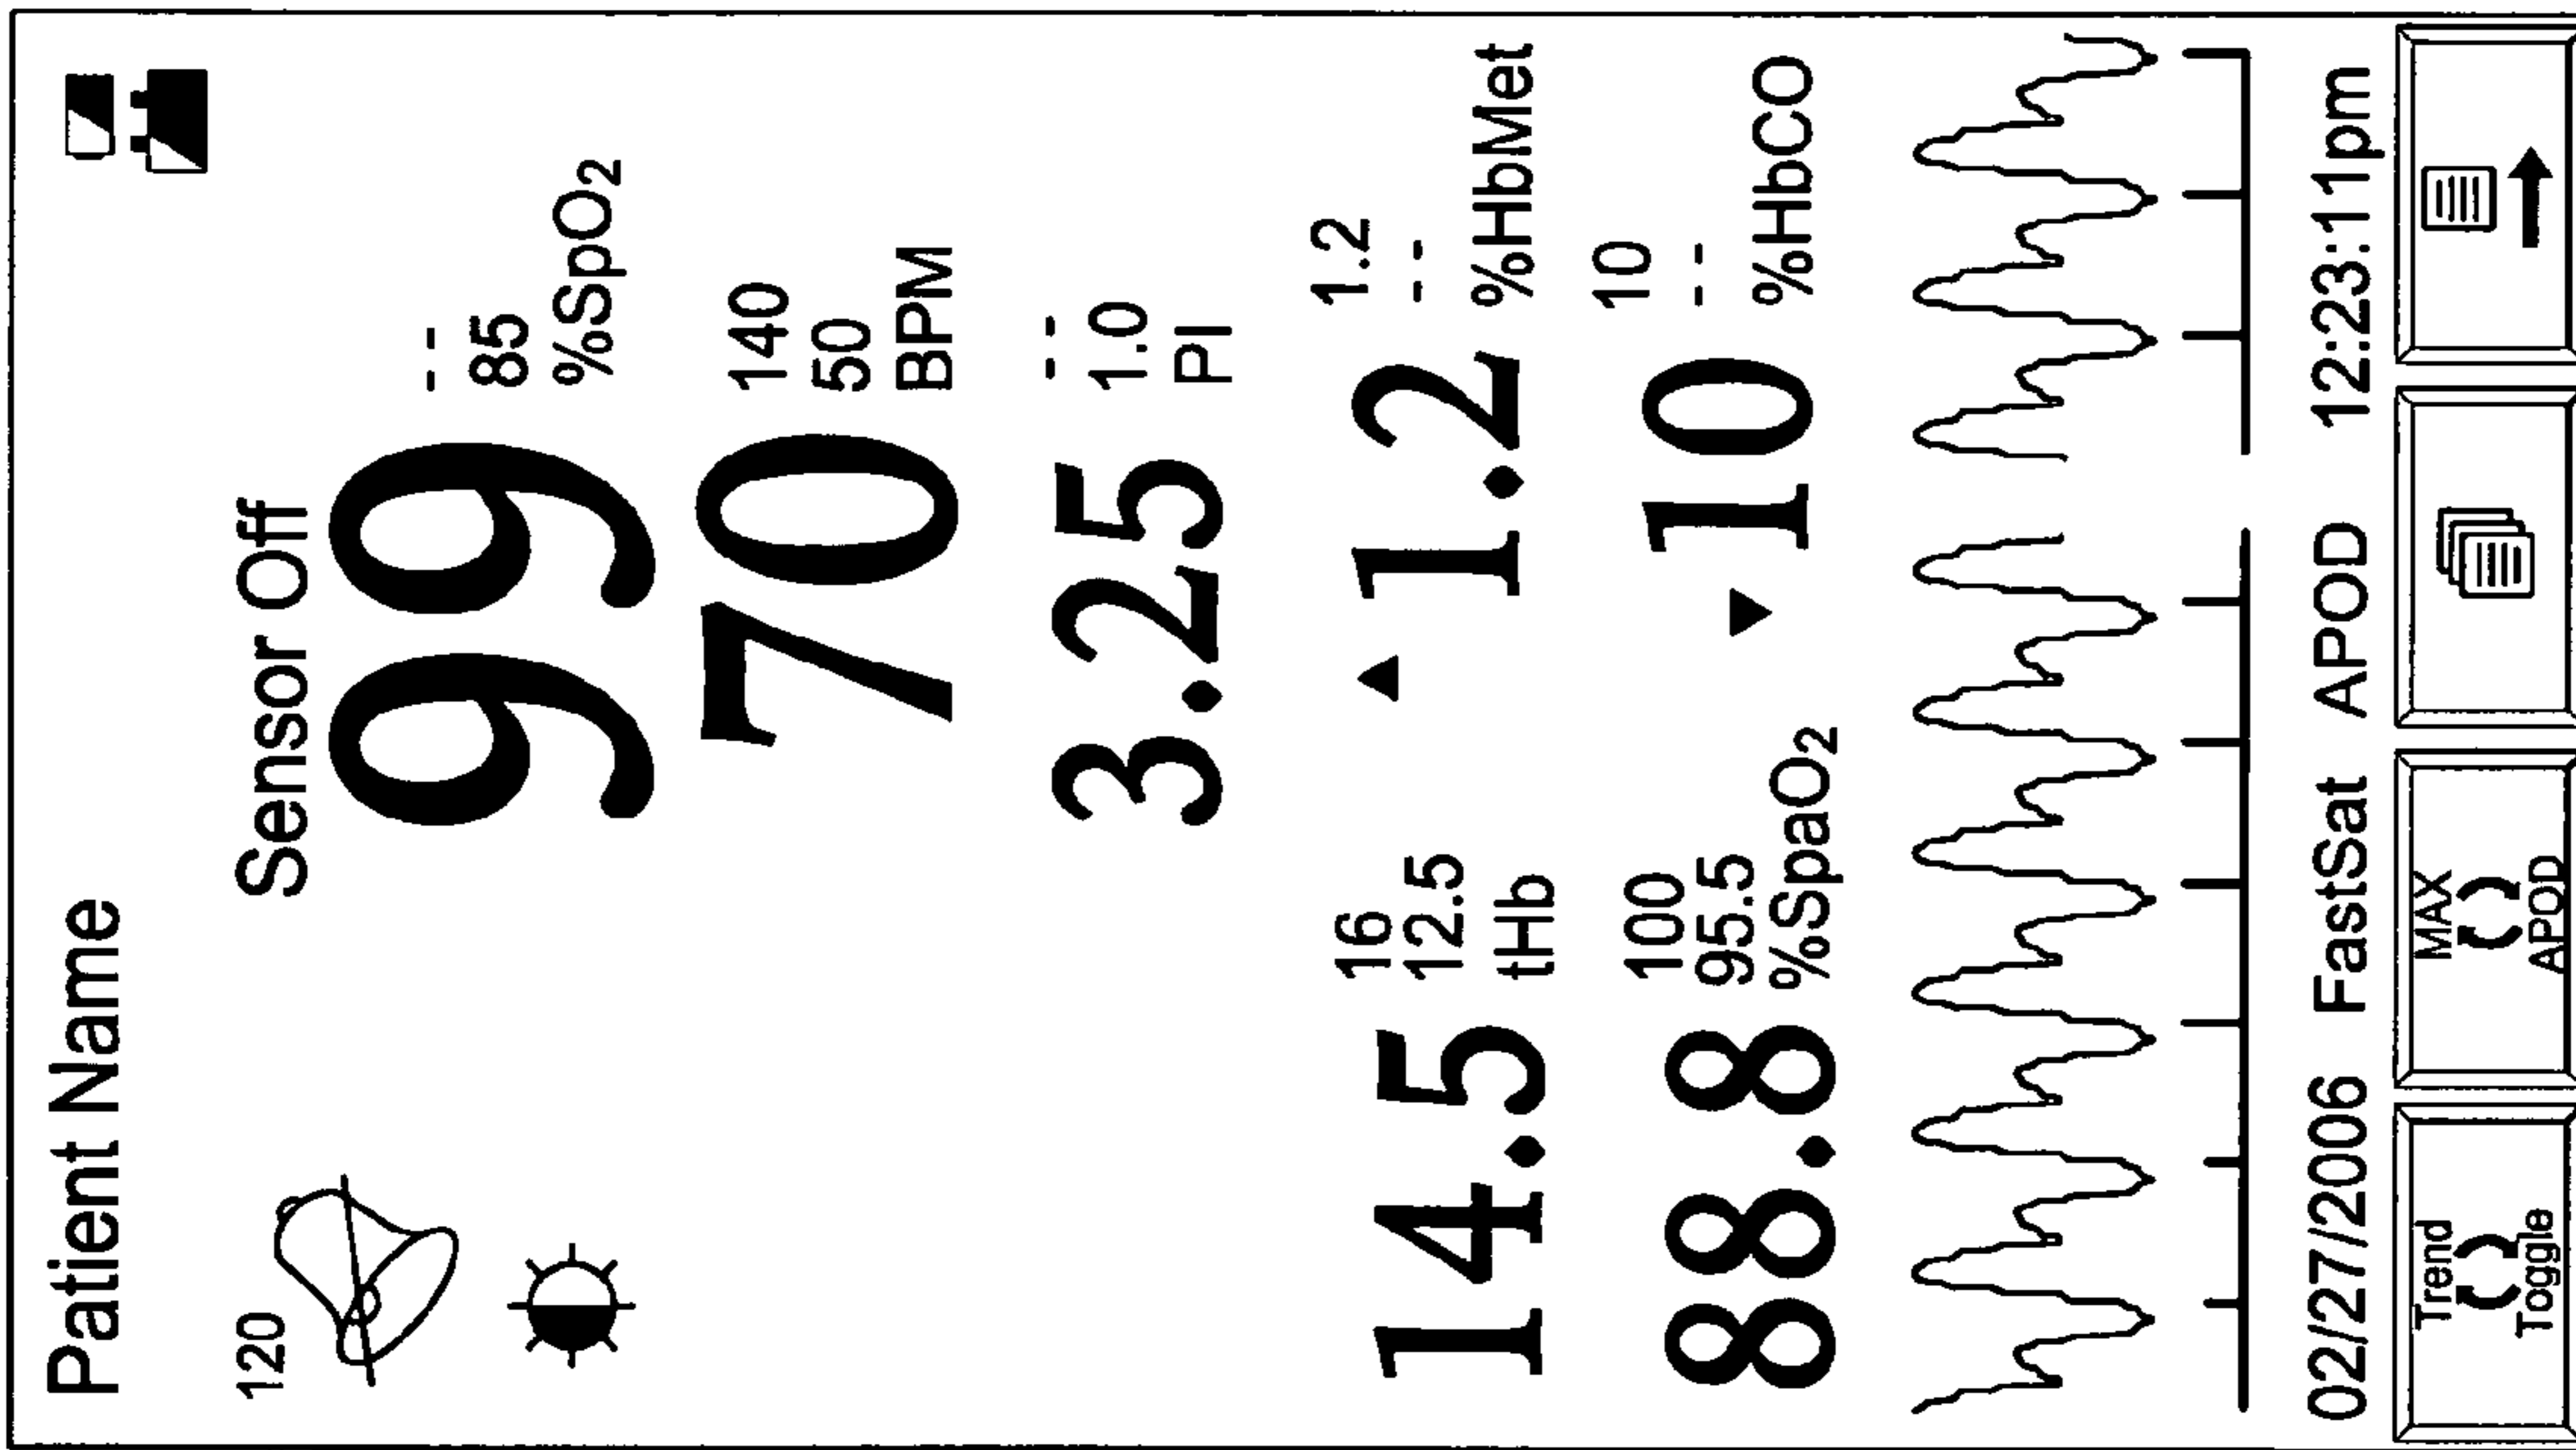 Patient Name
120
Sensor Off
99
- -
85
%SpO₂
70
140
50
BPM
3.25
- -
1.0
PI
14.5
16
12.5
tHb
▲ 1.2
1.2
- -
%HbMet
88.8
100
95.5
%SpaO₂
▼ 10
10
- -
%HbCO
02/27/2006 FastSat APOD 12:23:11pm
Trend
Toggle
MAX
APOD